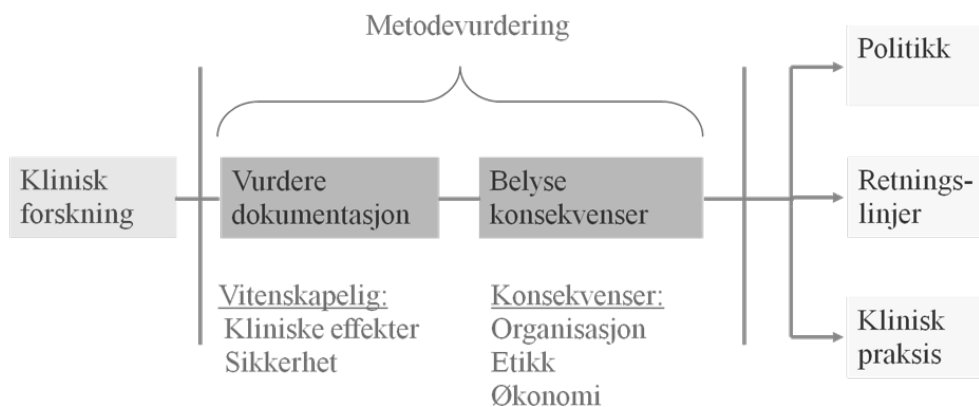 Metodevurdering
Klinisk
forskning
Vurdere
dokumentasjon
Belyse
konsekvenser
Vitenskapelig:
Kliniske effekter
Sikkerhet
Konsekvenser:
Organisasjon
Etikk
Økonomi
Politikk
Retnings-
linjer
Klinisk
praksis